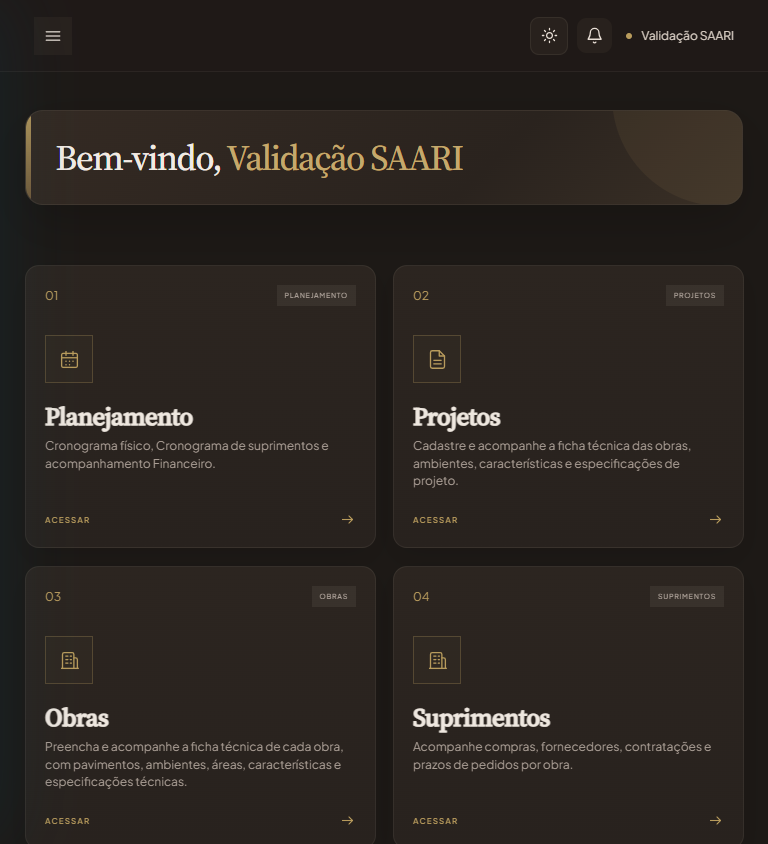 Validação SAARI
Bem-vindo, Validação SAARI
01
PLANEJAMENTO
Planejamento
Cronograma físico, Cronograma de suprimentos e
acompanhamento Financeiro.
ACESSAR
02
PROJETOS
Projetos
Cadastre e acompanhe a ficha técnica das obras,
ambientes, características e especificações de
projeto.
ACESSAR
03
OBRAS
Obras
Preencha e acompanhe a ficha técnica de cada obra,
com pavimentos, ambientes, áreas, características e
especificações técnicas.
ACESSAR
04
SUPRIMENTOS
Suprimentos
Acompanhe compras, fornecedores, contratações e
prazos de pedidos por obra.
ACESSAR